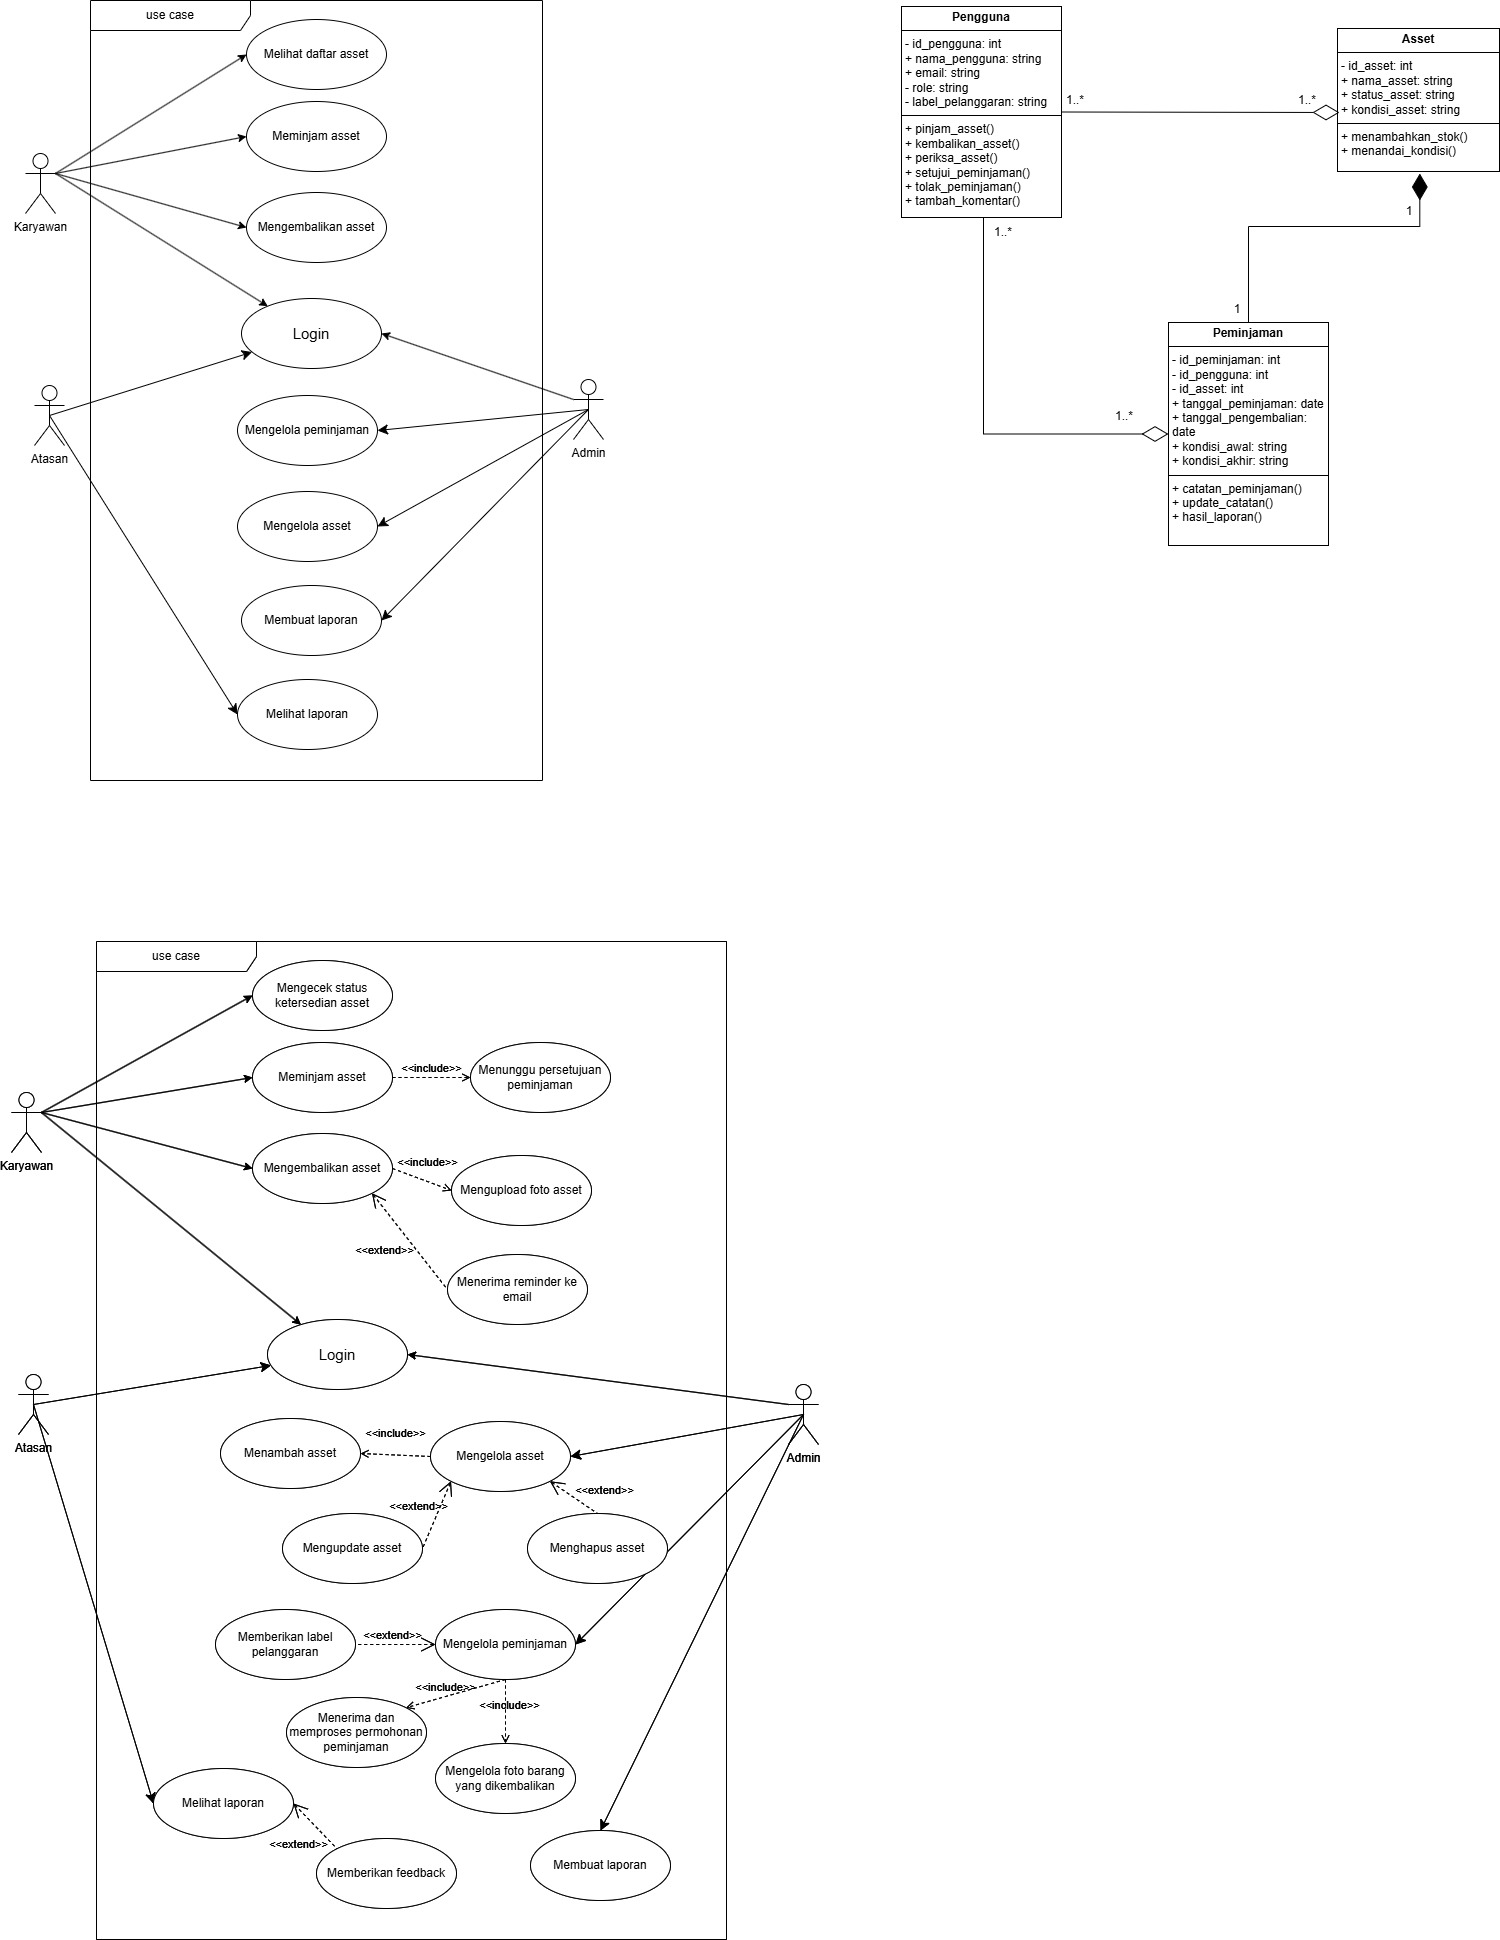 use case
Melihat daftar asset
Meminjam asset
Karyawan
Mengembalikan asset
Login
Atasan
Mengelola peminjaman
Admin
Mengelola asset
Membuat laporan
Melihat laporan
Pengguna
- id_pengguna: int
+ nama_pengguna: string
+ email: string
- role: string
- label_pelanggaran: string
+ pinjam_asset()
+ kembalikan_asset()
+ periksa_asset()
+ setujui_peminjaman()
+ tolak_peminjaman()
+ tambah_komentar()
1..*
1..*
Asset
- id_asset: int
+ nama_asset: string
+ status_asset: string
+ kondisi_asset: string
+ menambahkan_stok()
+ menandai_kondisi()
1
1..*
1
Peminjaman
- id_peminjaman: int
- id_pengguna: int
- id_asset: int
+ tanggal_peminjaman: date
+ tanggal_pengembalian:
date
+ kondisi_awal: string
+ kondisi_akhir: string
+ catatan_peminjaman()
+ update_catatan()
+ hasil_laporan()
1..*
use case
Mengecek status
ketersedian asset
Meminjam asset
<<include>>
Menunggu persetujuan
peminjaman
Karyawan
Mengembalikan asset
<<include>>
Mengupload foto asset
<<extend>>
Menerima reminder ke
email
Login
Atasan
Admin
Menambah asset
<<include>>
Mengelola asset
<<extend>>
<<extend>>
Mengupdate asset
Menghapus asset
Memberikan label
pelanggaran
<<extend>>
Mengelola peminjaman
<<include>>
<<include>>
Menerima dan
memproses permohonan
peminjaman
Mengelola foto barang
yang dikembalikan
Melihat laporan
<<extend>>
Memberikan feedback
Membuat laporan